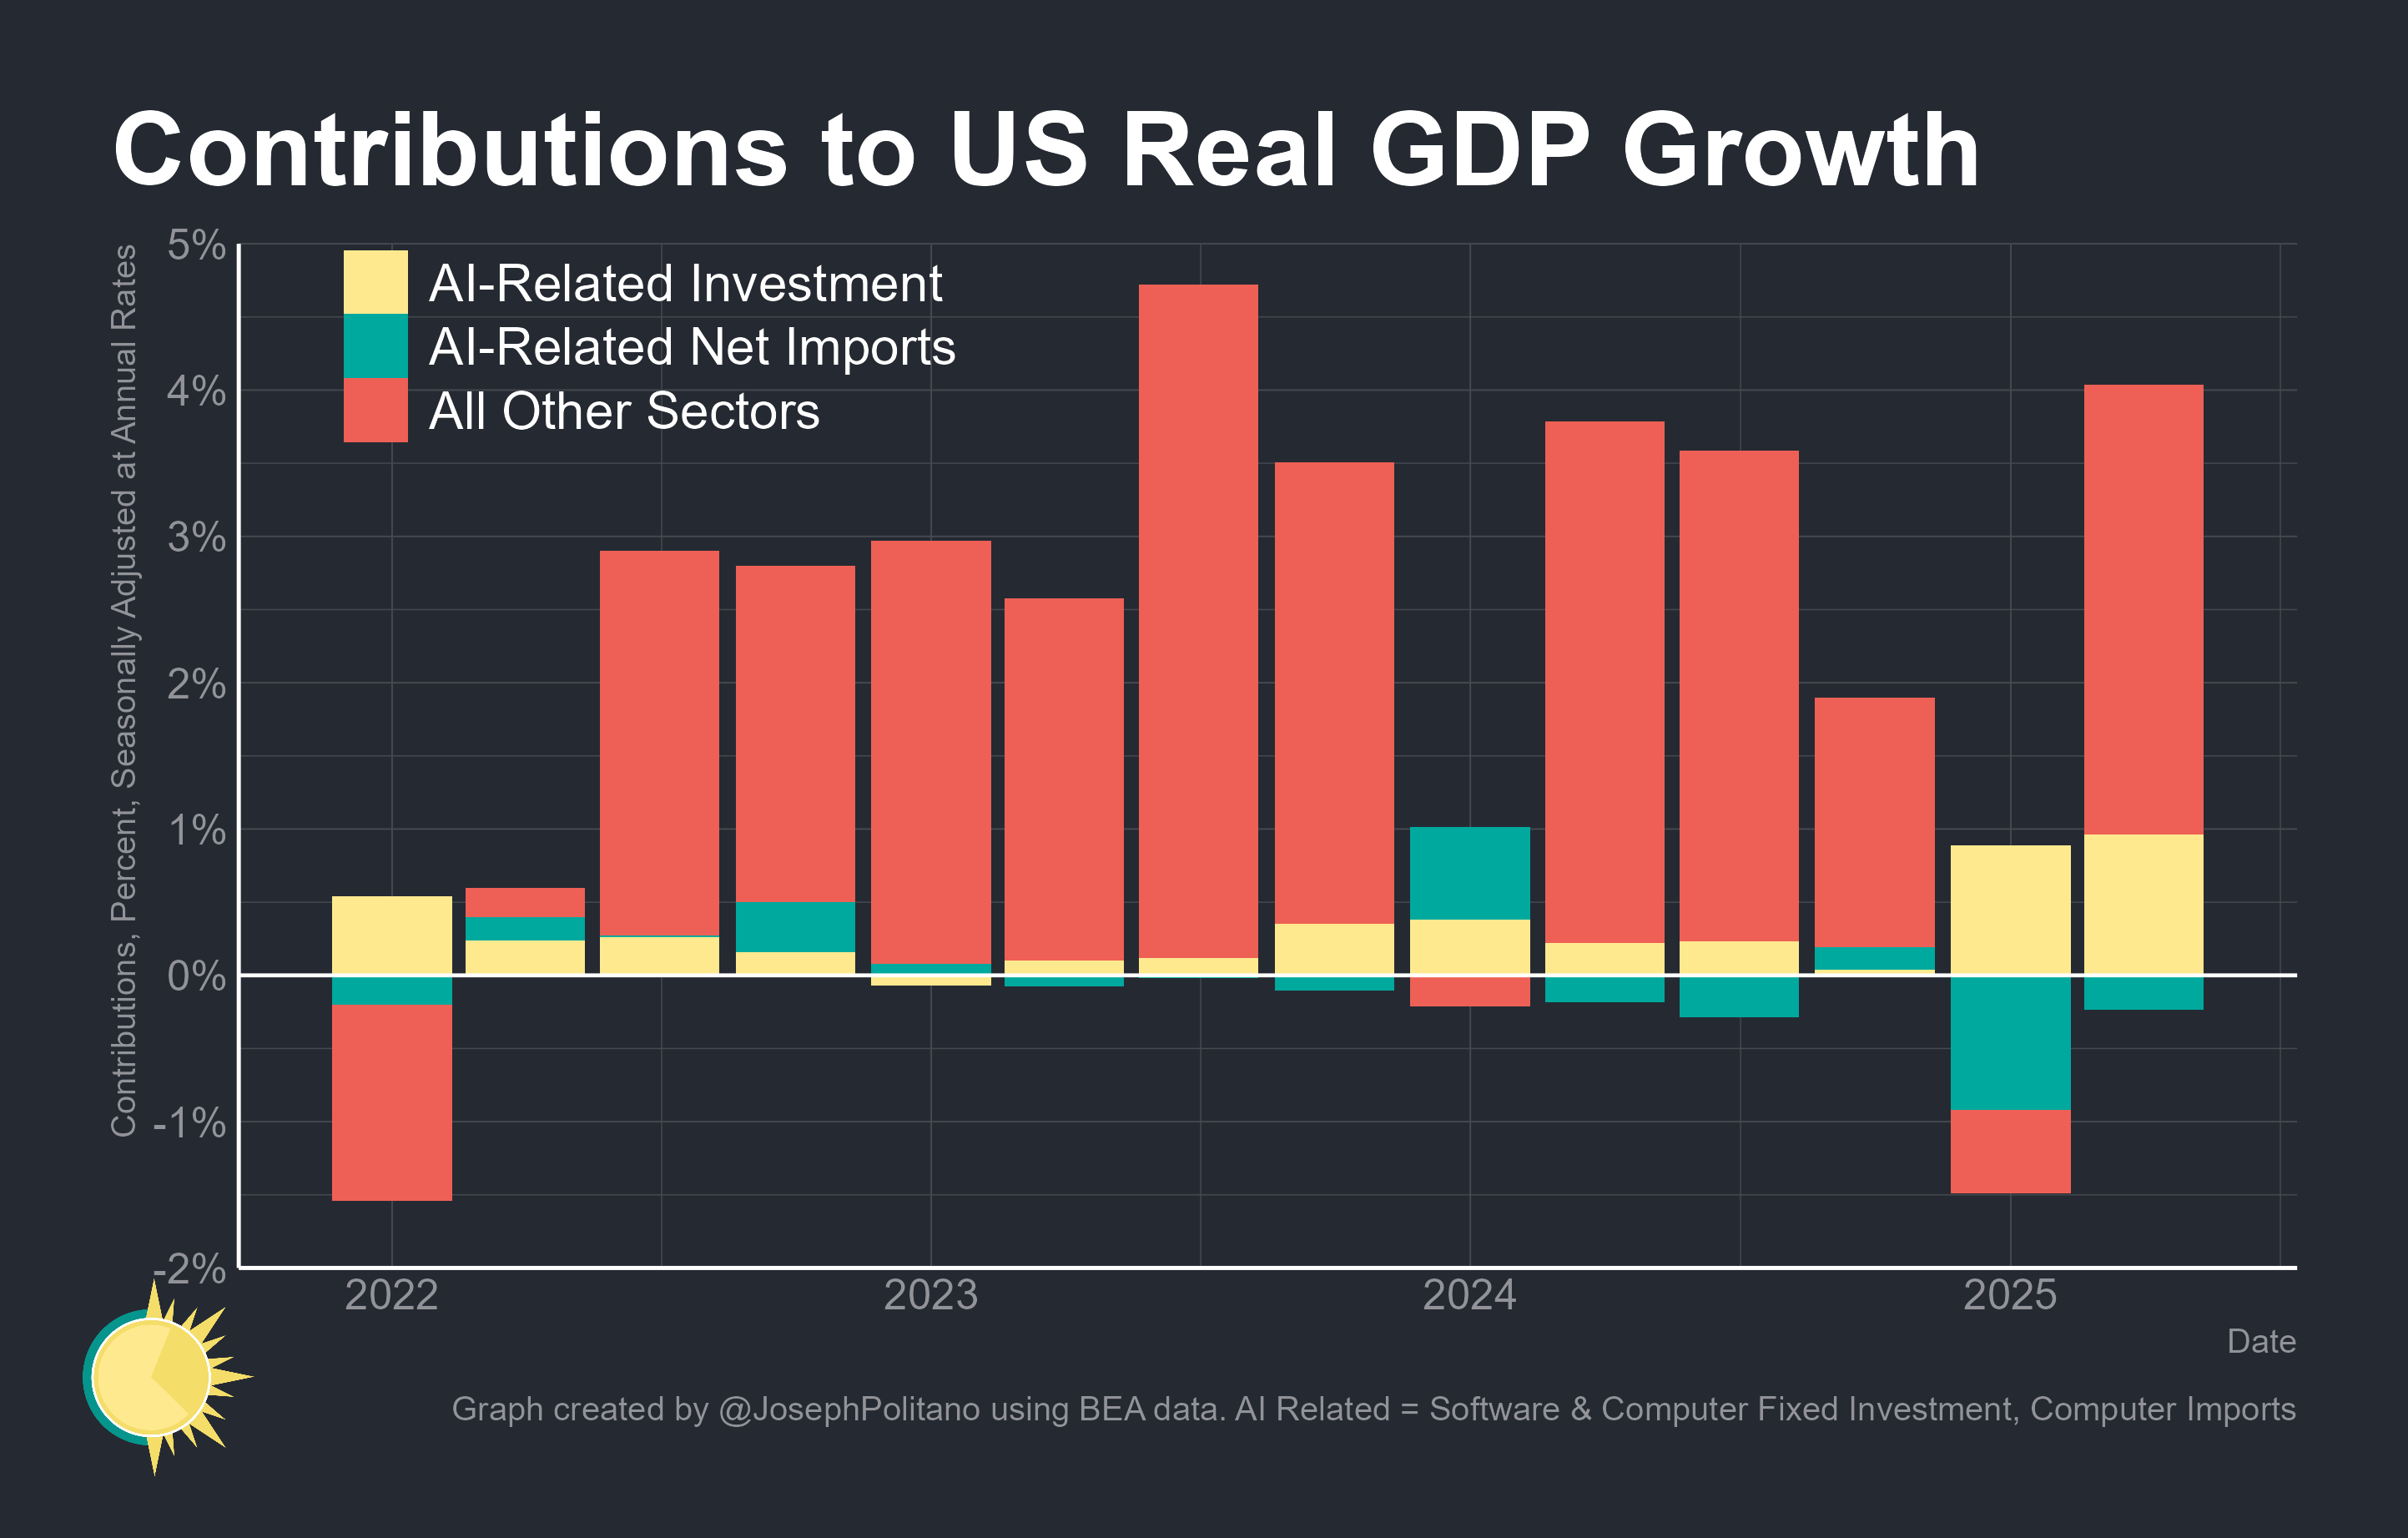 Contributions to US Real GDP Growth
Contributions, Percent, Seasonally Adjusted at Annual Rates
5%
4%
3%
2%
1%
0%
-1%
-2%
AI-Related Investment
AI-Related Net Imports
All Other Sectors
2022 2023 2024 2025
Date
Graph created by @JosephPolitano using BEA data. AI Related = Software & Computer Fixed Investment, Computer Imports